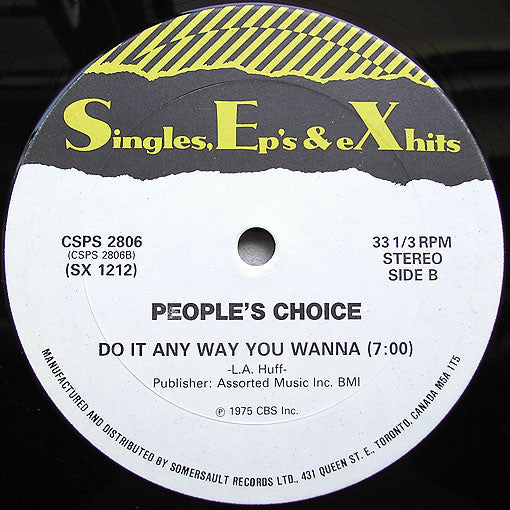 Singles, Ep's & eX hits
CSPS 2806
(CSPS 2806B)
(SX 1212)
33 1/3 RPM
STEREO
SIDE B
PEOPLE'S CHOICE
DO IT ANY WAY YOU WANNA (7:00)
-L.A. Huff-
Publisher: Assorted Music Inc. BMI
℗ 1975 CBS Inc.
MANUFACTURED AND DISTRIBUTED BY SOMERSAULT RECORDS LTD., 431 QUEEN ST. E., TORONTO, CANADA M5A 1T5